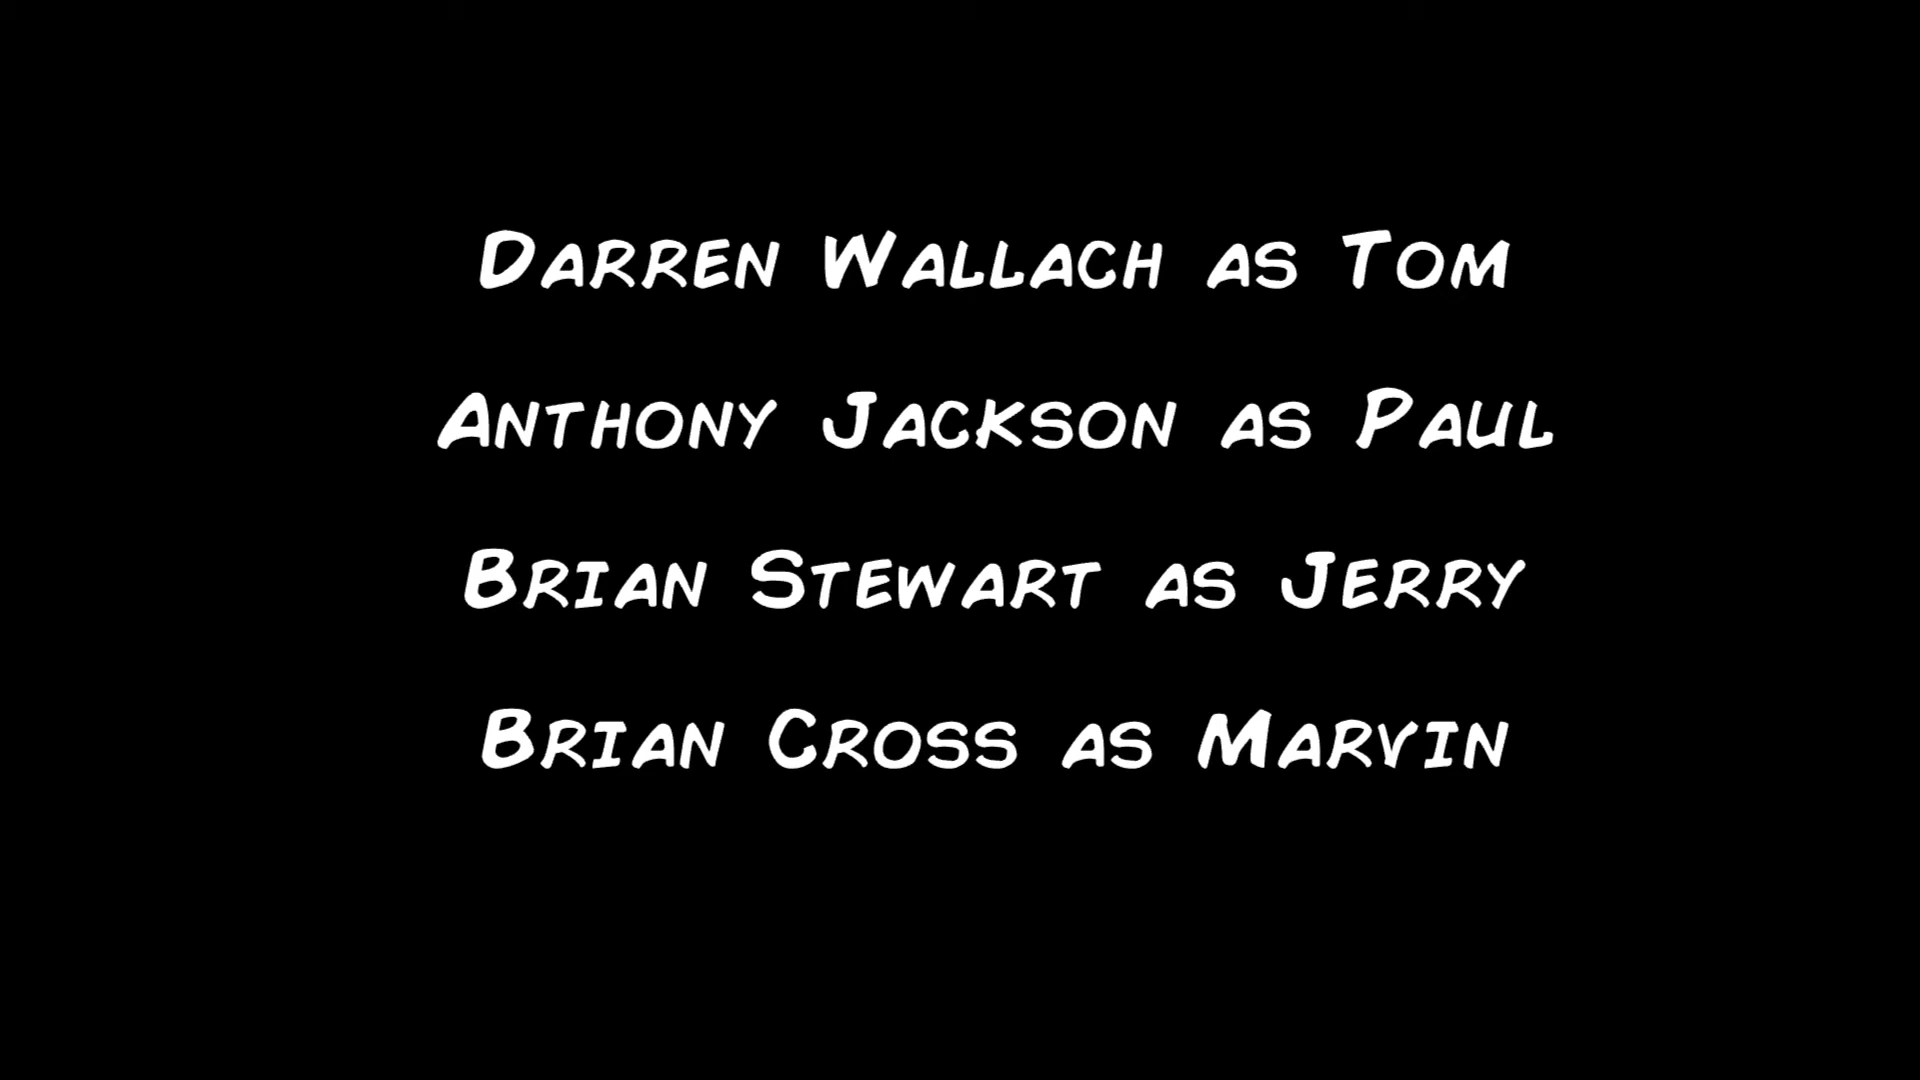 Darren Wallach as Tom
Anthony Jackson as Paul
Brian Stewart as Jerry
Brian Cross as Marvin